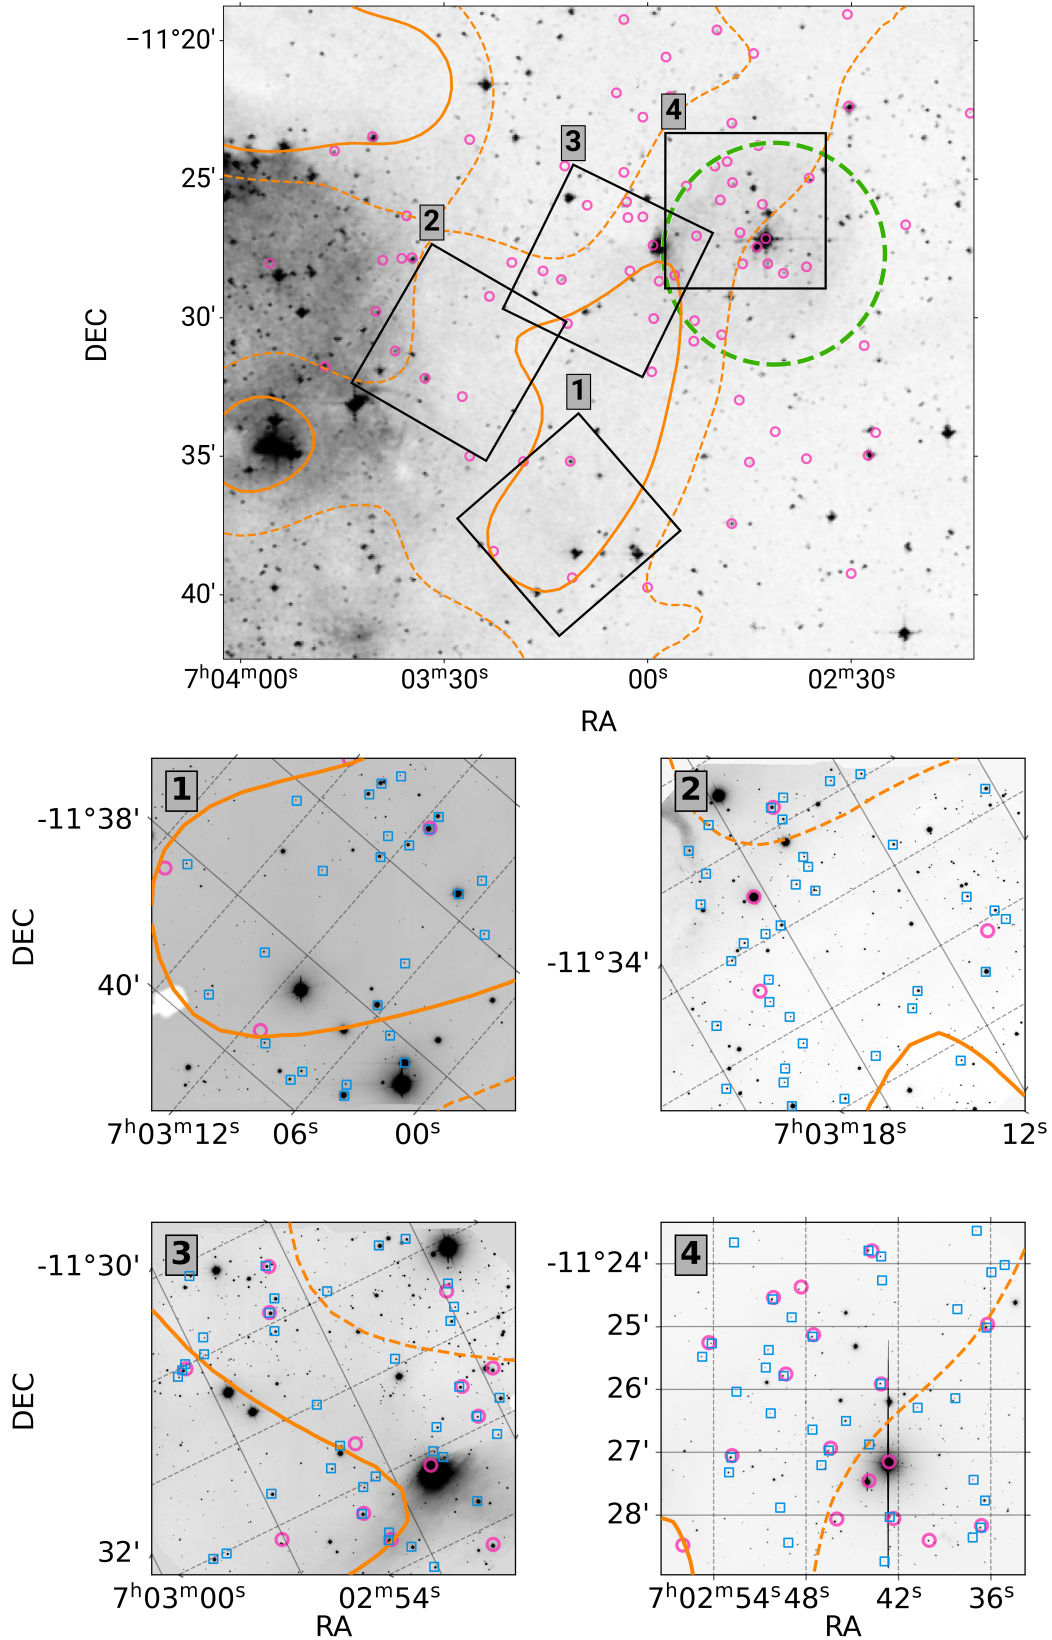 −11°20'
4
3
25'
2
DEC
30'
1
35'
40'
7ʰ04ᵐ00ˢ 03ᵐ30ˢ 00ˢ 02ᵐ30ˢ
RA
1
2
-11°38'
DEC
40'
-11°34'
7ʰ03ᵐ12ˢ 06ˢ 00ˢ
7ʰ03ᵐ18ˢ 12ˢ
3
4
-11°30'
DEC
32'
-11°24'
25'
26'
27'
28'
7ʰ03ᵐ00ˢ 02ᵐ54ˢ
RA
7ʰ02ᵐ54ˢ 48ˢ 42ˢ 36ˢ
RA